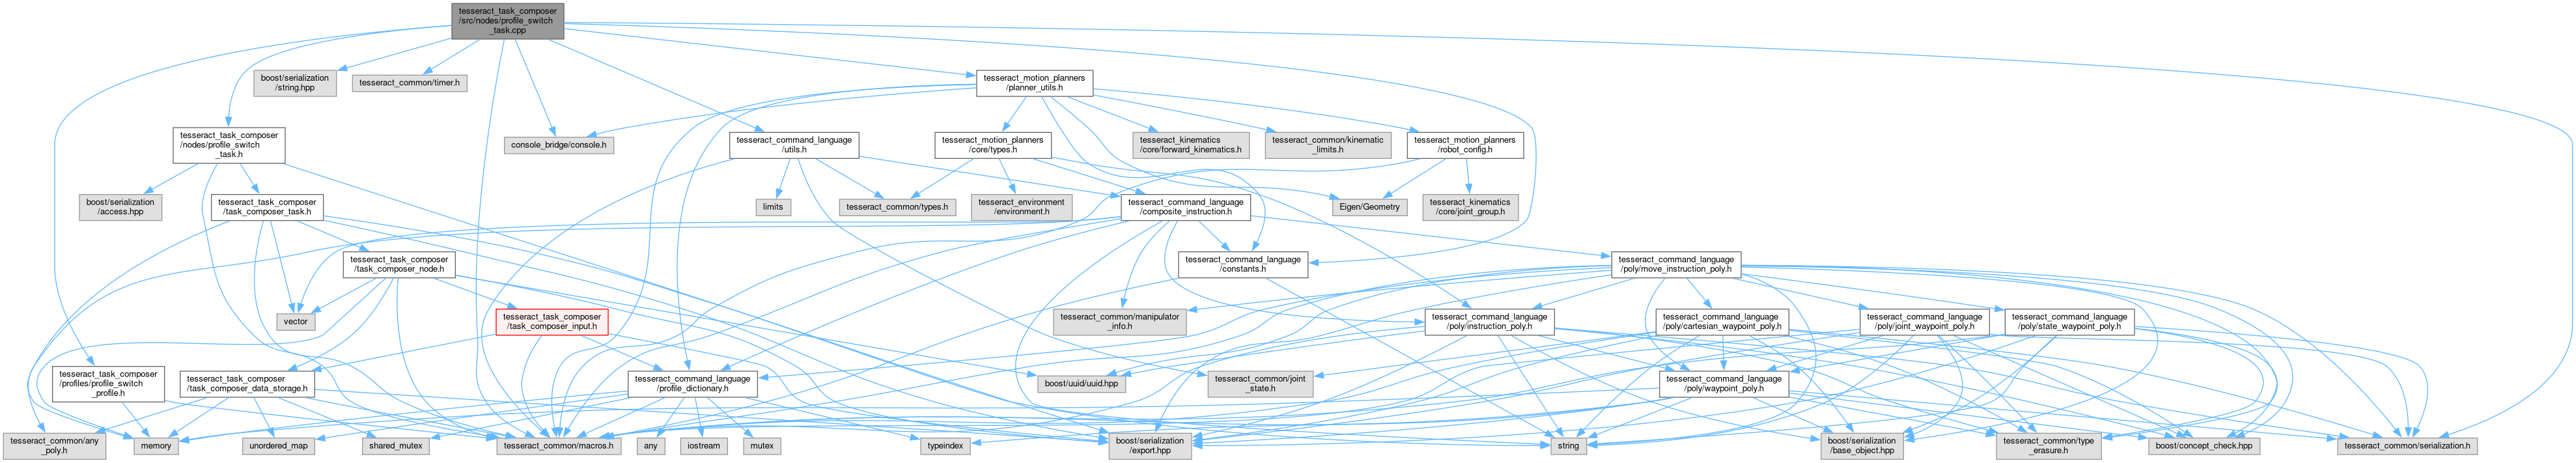 tesseract_task_composer
/src/nodes/profile_switch
_task.cpp
boost/serialization
/string.hpp
tesseract_common/timer.h
tesseract_motion_planners
/planner_utils.h
tesseract_task_composer
/nodes/profile_switch
_task.h
console_bridge/console.h
tesseract_command_language
/utils.h
tesseract_motion_planners
/core/types.h
tesseract_kinematics
/core/forward_kinematics.h
tesseract_common/kinematic
_limits.h
tesseract_motion_planners
/robot_config.h
boost/serialization
/access.hpp
tesseract_task_composer
/task_composer_task.h
limits
tesseract_common/types.h
tesseract_environment
/environment.h
tesseract_command_language
/composite_instruction.h
Eigen/Geometry
tesseract_kinematics
/core/joint_group.h
tesseract_task_composer
/task_composer_node.h
tesseract_command_language
/constants.h
tesseract_command_language
/poly/move_instruction_poly.h
vector
tesseract_task_composer
/task_composer_input.h
tesseract_common/manipulator
_info.h
tesseract_command_language
/poly/instruction_poly.h
tesseract_command_language
/poly/cartesian_waypoint_poly.h
tesseract_command_language
/poly/joint_waypoint_poly.h
tesseract_command_language
/poly/state_waypoint_poly.h
tesseract_task_composer
/profiles/profile_switch
_profile.h
tesseract_task_composer
/task_composer_data_storage.h
tesseract_command_language
/profile_dictionary.h
boost/uuid/uuid.hpp
tesseract_common/joint
_state.h
tesseract_command_language
/poly/waypoint_poly.h
tesseract_common/any
_poly.h
memory
unordered_map
shared_mutex
tesseract_common/macros.h
any
iostream
mutex
typeindex
boost/serialization
/export.hpp
string
boost/serialization
/base_object.hpp
tesseract_common/type
_erasure.h
boost/concept_check.hpp
tesseract_common/serialization.h